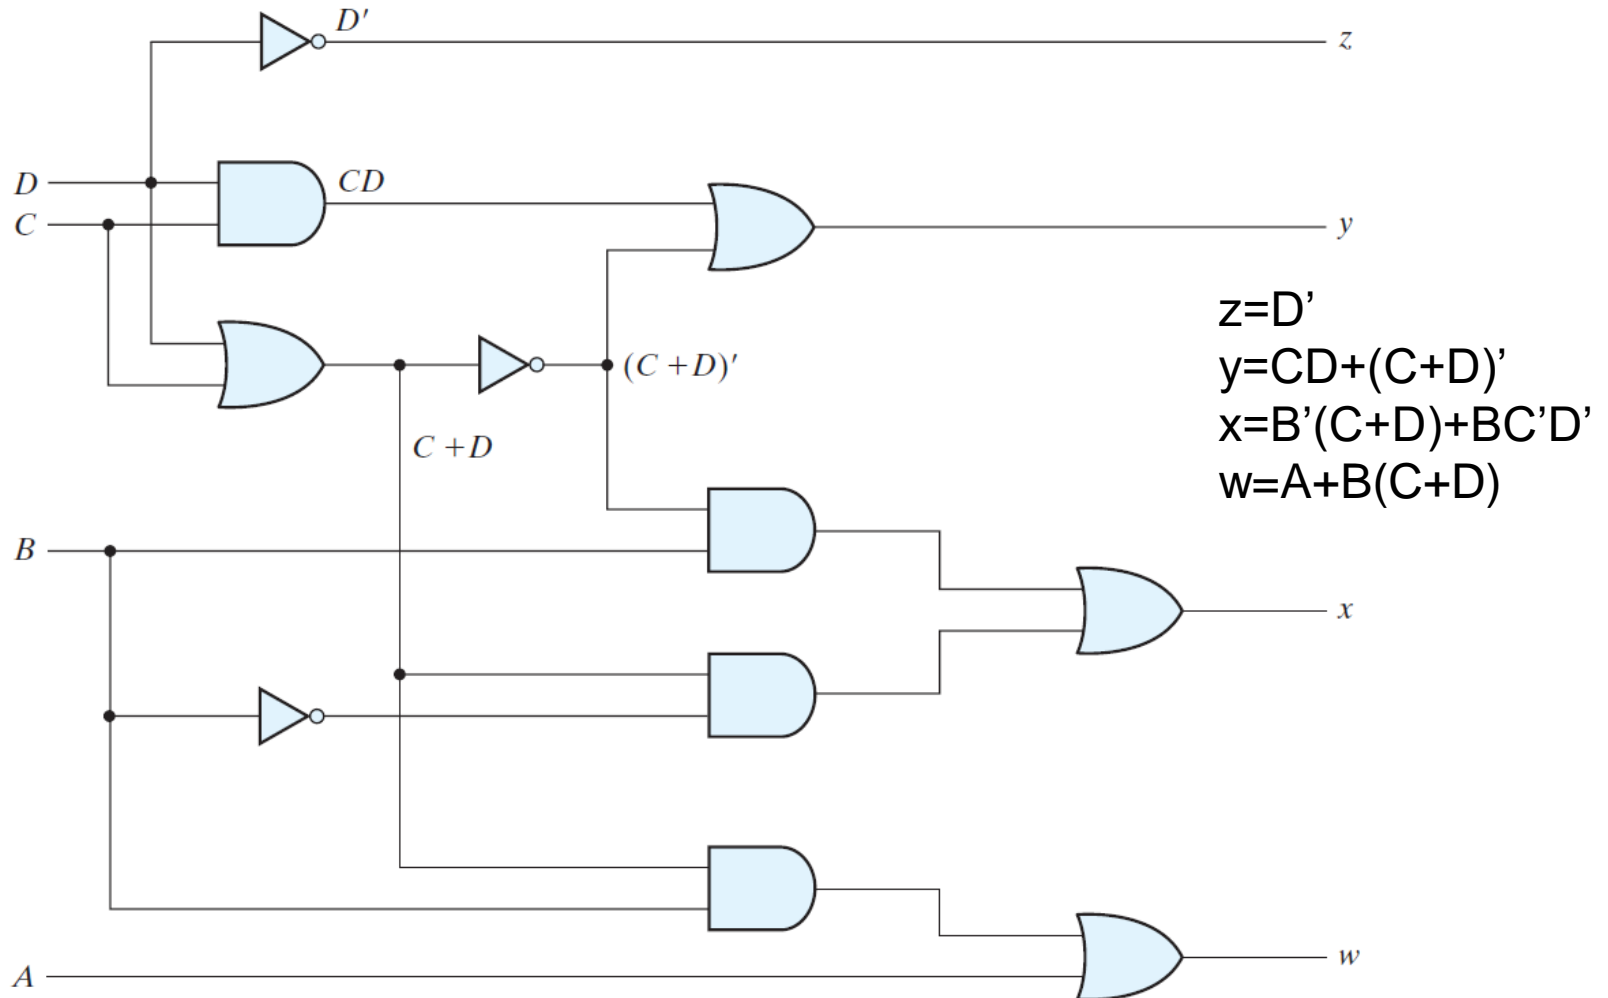 D′
z
D
CD
C
y
z=D’
y=CD+(C+D)’
(C +D)′
x=B’(C+D)+BC’D’
C +D
w=A+B(C+D)
B
x
w
A